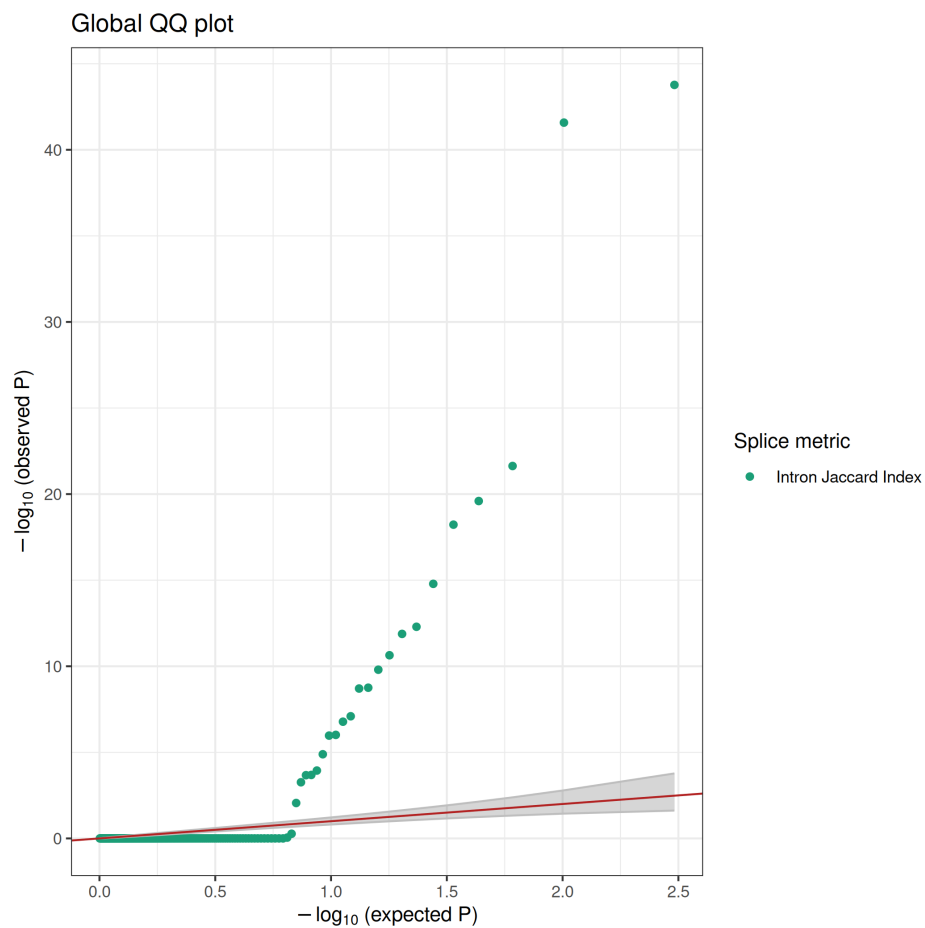 Global QQ plot
− log₁₀ (observed P)
40
30
20
10
0
0.0 0.5 1.0 1.5 2.0 2.5
− log₁₀ (expected P)
Splice metric
Intron Jaccard Index